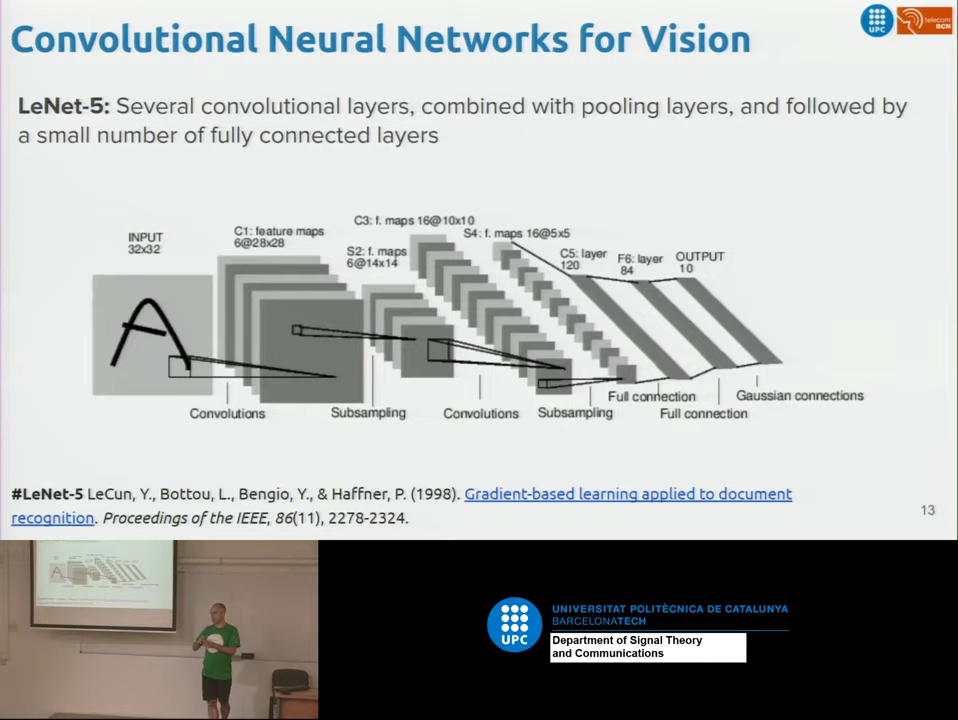 Convolutional Neural Networks for Vision
UPC
telecom
BCN
LeNet-5: Several convolutional layers, combined with pooling layers, and followed by
a small number of fully connected layers
INPUT
32x32
C1: feature maps
6@28x28
S2: f. maps
6@14x14
C3: f. maps 16@10x10
S4: f. maps 16@5x5
C5: layer
120
F6: layer
84
OUTPUT
10
Convolutions
Subsampling
Convolutions
Subsampling
Full connection
Full connection
Gaussian connections
#LeNet-5 LeCun, Y., Bottou, L., Bengio, Y., & Haffner, P. (1998). Gradient-based learning applied to document
recognition. Proceedings of the IEEE, 86(11), 2278-2324.
13
UPC
UNIVERSITAT POLITÈCNICA DE CATALUNYA
BARCELONATECH
Department of Signal Theory
and Communications